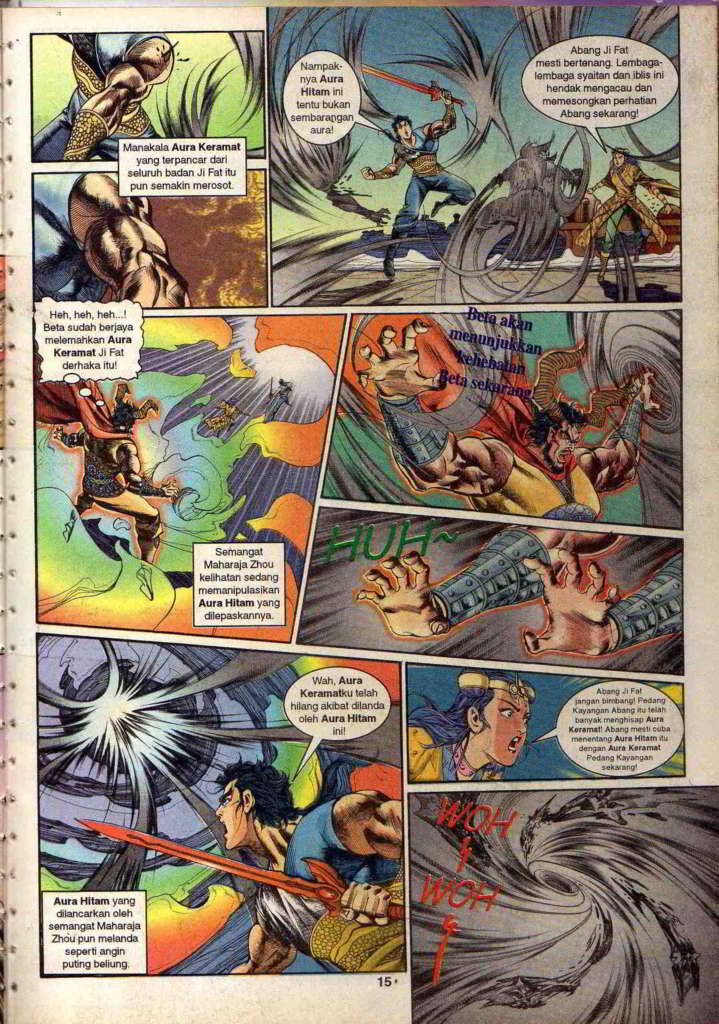 Manakala Aura Keramat
yang terpancar dari
seluruh badan Ji Fat itu
pun semakin merosot.
Nampak-
nya Aura
Hitam ini
tentu bukan
sembarangan
aura!
Abang Ji Fat
mesti bertenang. Lembaga-
lembaga syaitan dan iblis ini
hendak mengacau dan
memesongkan perhatian
Abang sekarang!
Heh, heh, heh...!
Beta sudah berjaya
melemahkan Aura
Keramat Ji Fat
derhaka itu!
Semangat
Maharaja Zhou
kelihatan sedang
memanipulasikan
Aura Hitam yang
dilepaskannya.
Beta akan
menunjukkan
kehebatan
Beta sekarang.
HUH~
Wah, Aura
Keramatku telah
hilang akibat dilanda
oleh Aura Hitam
ini!
Aura Hitam yang
dilancarkan oleh
semangat Maharaja
Zhou pun melanda
seperti angin
puting beliung.
Abang Ji Fat
jangan bimbang! Pedang
Kayangan Abang itu telah
banyak menghisap Aura
Keramat! Abang mesti cuba
menentang Aura Hitam itu
dengan Aura Keramat
Pedang Kayangan
sekarang!
WOH
WOH
15